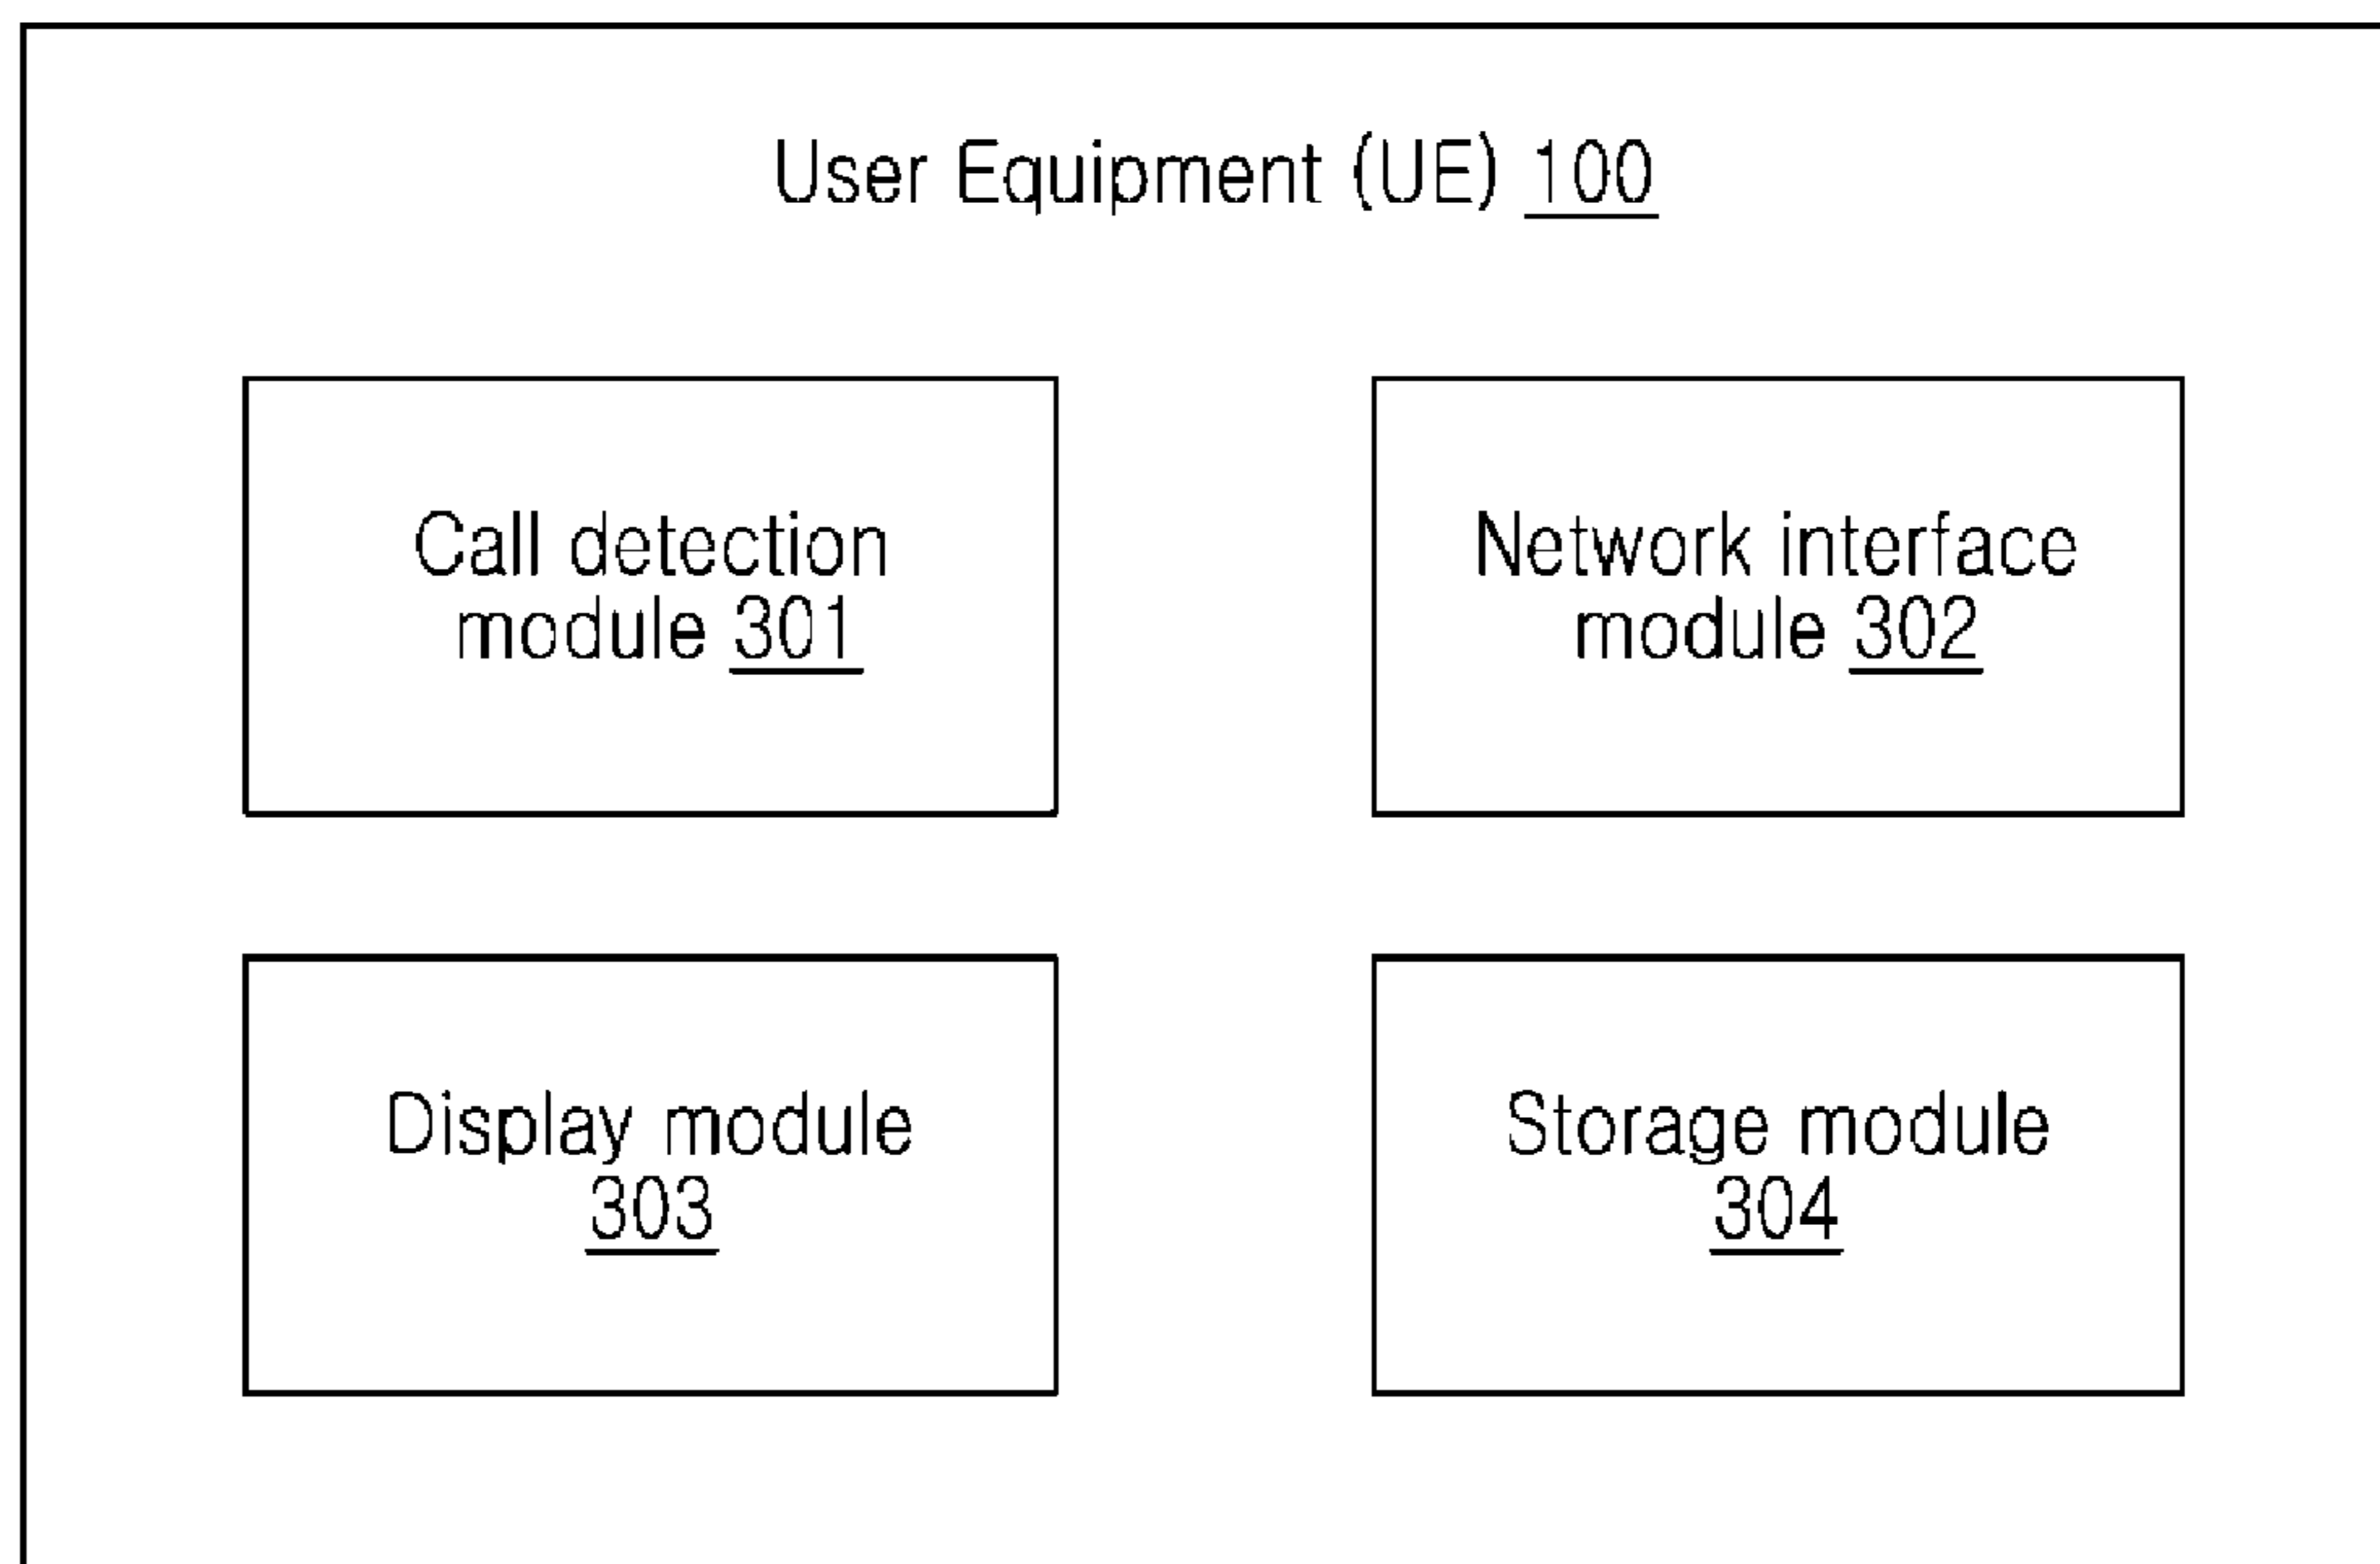 User Equipment (UE) 100
Call detection
module 301
Network interface
module 302
Display module
303
Storage module
304